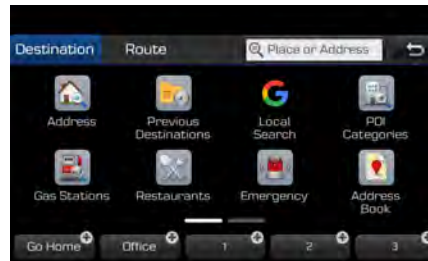 Destination
Route
Place or Address
Address
Previous
Destinations
Local
Search
POI
Categories
Gas Stations
Restaurants
Emergency
Address
Book
Go Home
Office
1
2
3